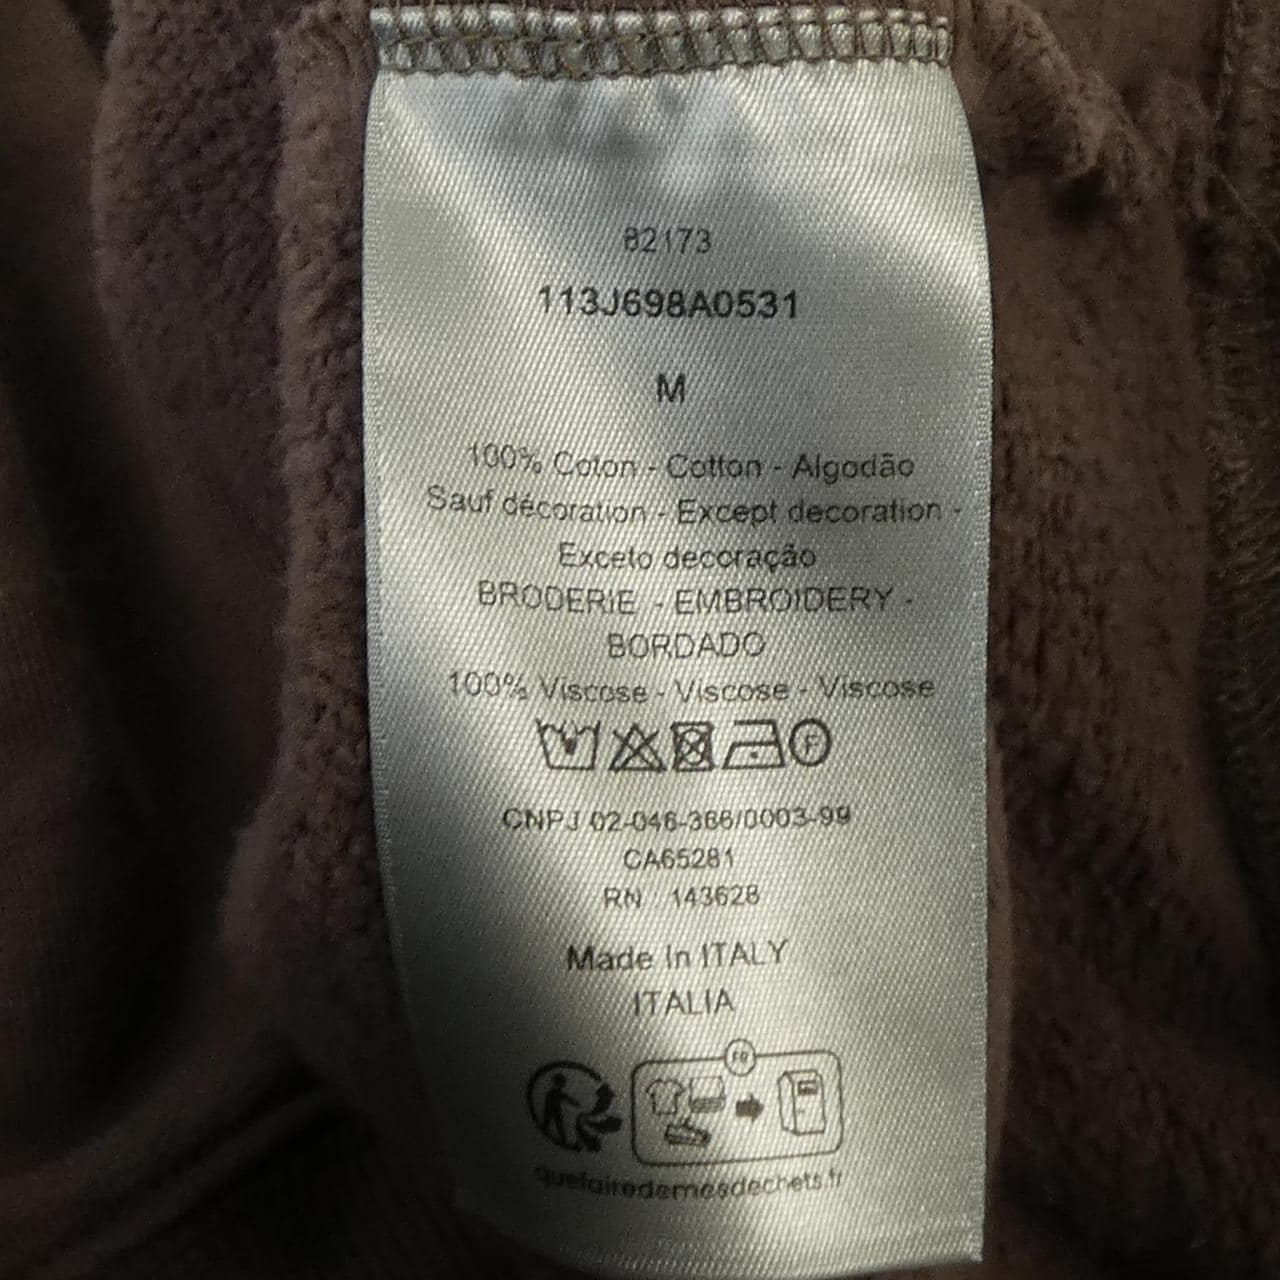 82173
113J698A0531
M
100% Coton - Cotton - Algodão
Sauf décoration - Except decoration -
Exceto decoração
BRODERIE - EMBROIDERY -
BORDADO
100% Viscose - Viscose - Viscose
F
CNPJ 02-046-366/0003-99
CA65281
RN : 143628
Made In ITALY
ITALIA
FR
quefairedemesdechets.fr